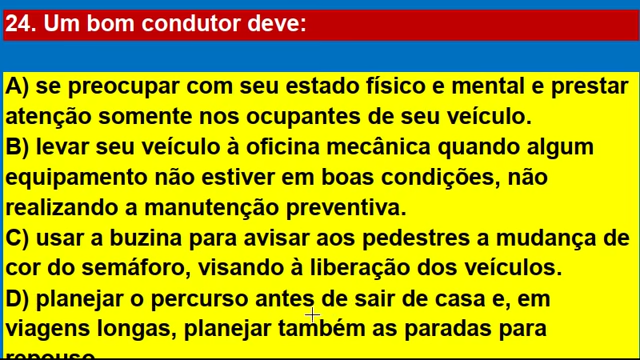 24. Um bom condutor deve:
A) se preocupar com seu estado físico e mental e prestar
atenção somente nos ocupantes de seu veículo.
B) levar seu veículo à oficina mecânica quando algum
equipamento não estiver em boas condições, não
realizando a manutenção preventiva.
C) usar a buzina para avisar aos pedestres a mudança de
cor do semáforo, visando à liberação dos veículos.
D) planejar o percurso antes de sair de casa e, em
viagens longas, planejar também as paradas para
repouso.